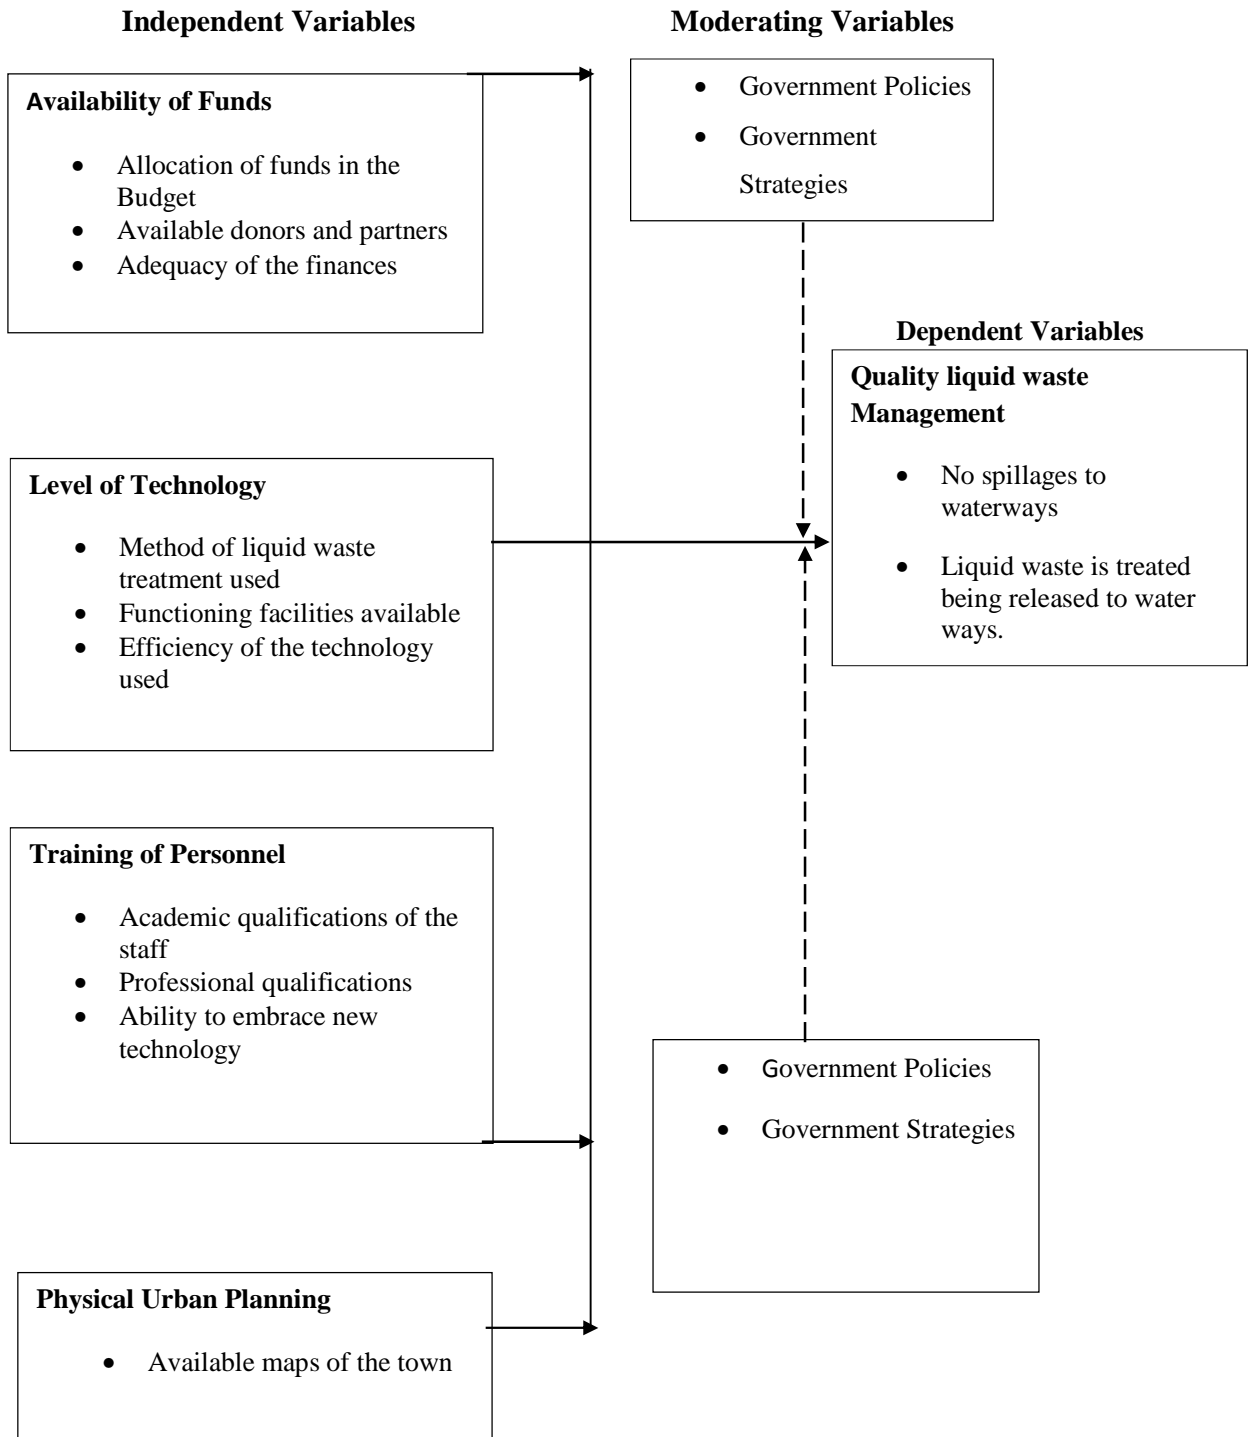 Independent Variables
Moderating Variables
Availability of Funds
• Allocation of funds in the
Budget
• Available donors and partners
• Adequacy of the finances
• Government Policies
• Government
Strategies
Dependent Variables
Quality liquid waste
Management
• No spillages to
waterways
• Liquid waste is treated
being released to water
ways.
Level of Technology
• Method of liquid waste
treatment used
• Functioning facilities available
• Efficiency of the technology
used
Training of Personnel
• Academic qualifications of the
staff
• Professional qualifications
• Ability to embrace new
technology
• Government Policies
• Government Strategies
Physical Urban Planning
• Available maps of the town